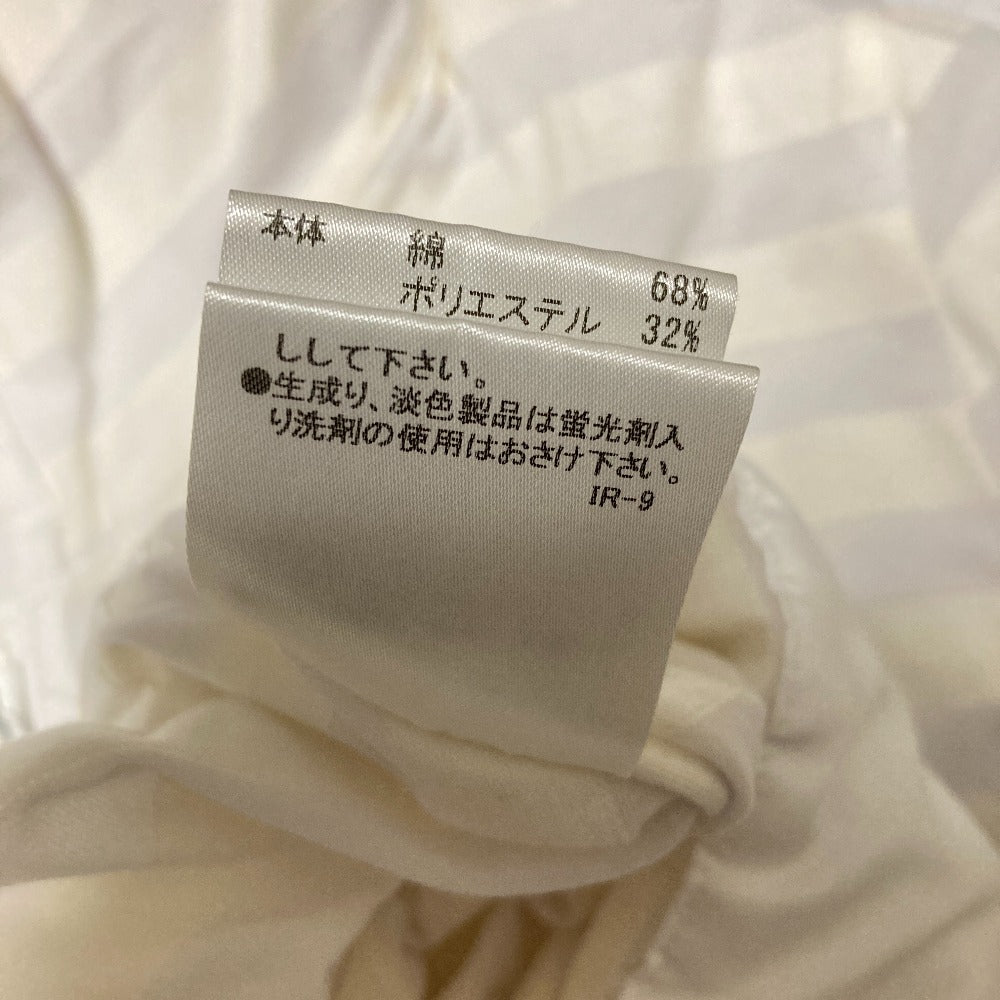 本体 綿 68%
ポリエステル 32%
ししして下さい。
●生成り、淡色製品は蛍光剤入
り洗剤の使用はおさけ下さい。
IR-9